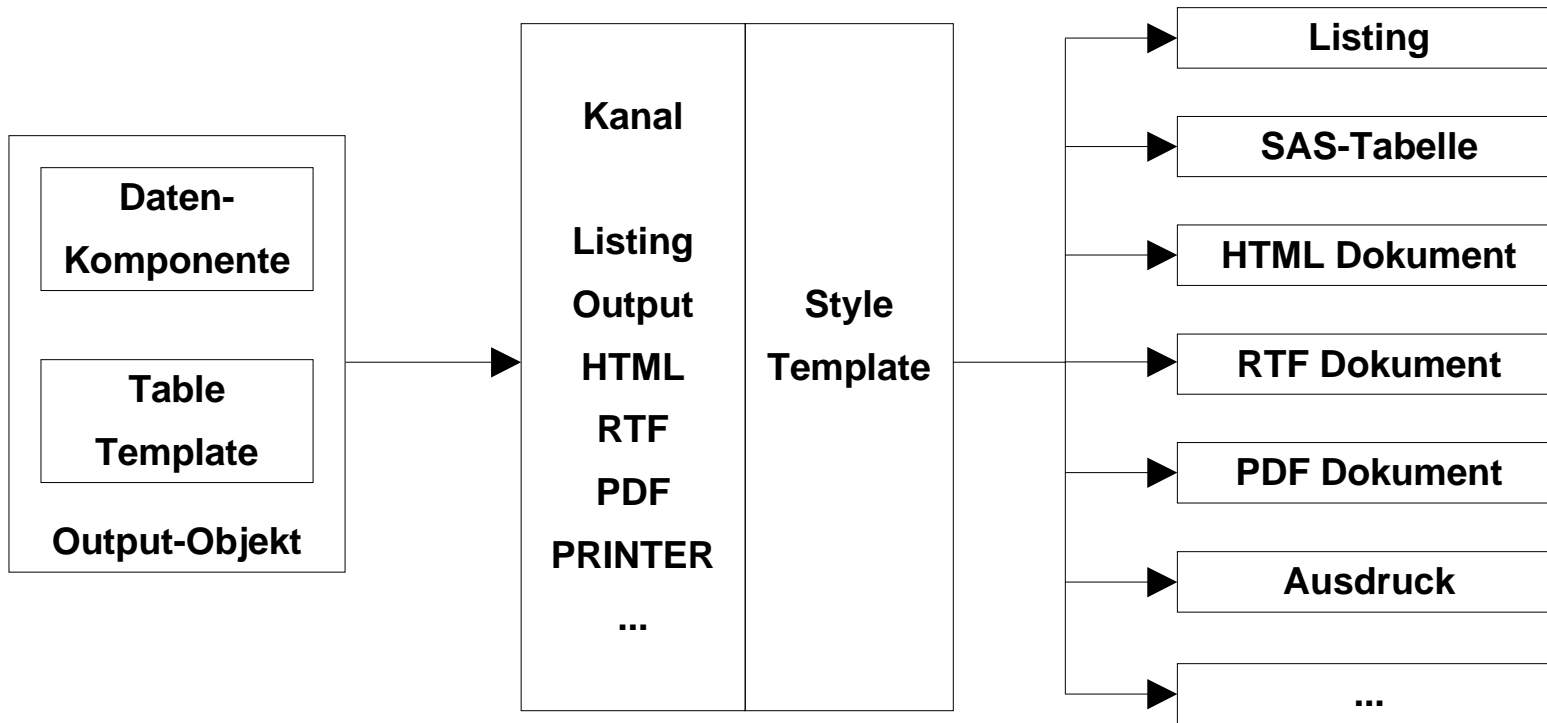 Daten-
Komponente
Table
Template
Output-Objekt
Kanal
Listing
Output
HTML
RTF
PDF
PRINTER
...
Style
Template
Listing
SAS-Tabelle
HTML Dokument
RTF Dokument
PDF Dokument
Ausdruck
...